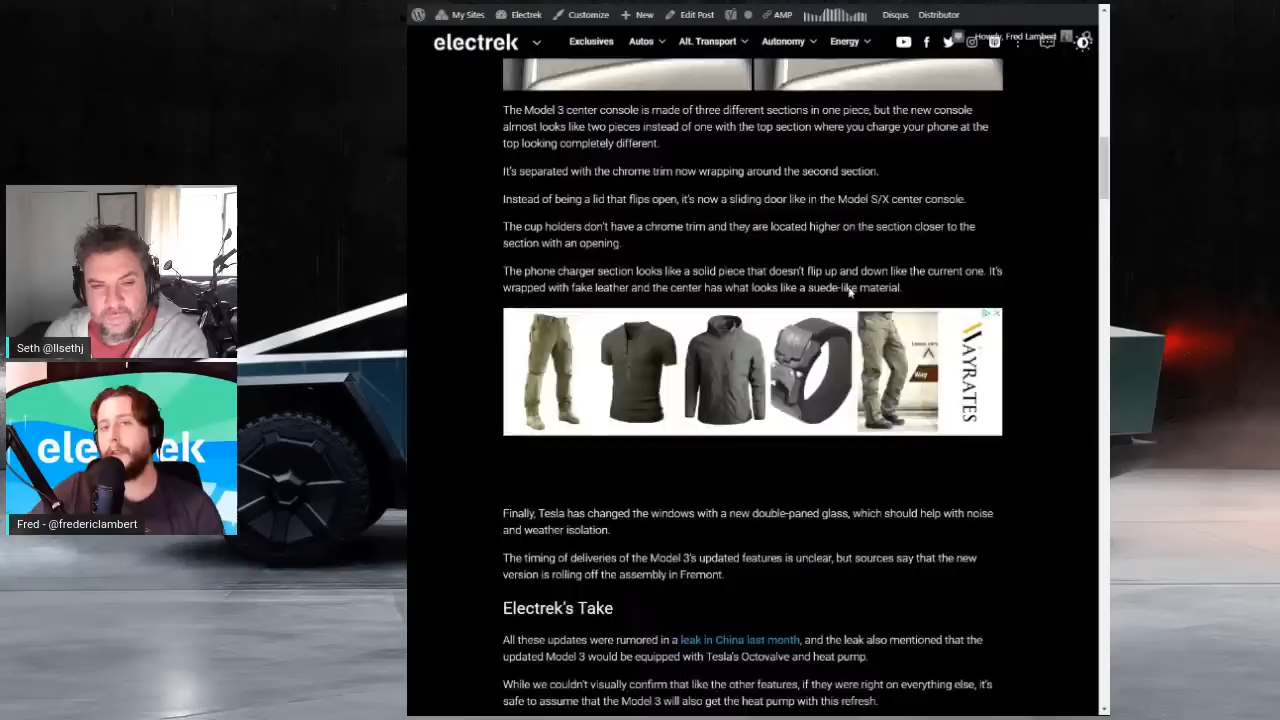 My Sites
Electrek
Customize
New
Edit Post
AMP
Disqus
Distributor
electrek
Exclusives
Autos
Alt. Transport
Autonomy
Energy
Howdy, Fred Lambert
The Model 3 center console is made of three different sections in one piece, but the new console
almost looks like two pieces instead of one with the top section where you charge your phone at the
top looking completely different.
It's separated with the chrome trim now wrapping around the second section.
Instead of being a lid that flips open, it's now a sliding door like in the Model S/X center console.
The cup holders don't have a chrome trim and they are located higher on the section closer to the
section with an opening.
The phone charger section looks like a solid piece that doesn't flip up and down like the current one. It's
wrapped with fake leather and the center has what looks like a suede-like material.
Way
WAYRATES
Finally, Tesla has changed the windows with a new double-paned glass, which should help with noise
and weather isolation.
The timing of deliveries of the Model 3's updated features is unclear, but sources say that the new
version is rolling off the assembly in Fremont.
Electrek's Take
All these updates were rumored in a leak in China last month, and the leak also mentioned that the
updated Model 3 would be equipped with Tesla's Octovalve and heat pump.
While we couldn't visually confirm that like the other features, if they were right on everything else, it's
safe to assume that the Model 3 will also get the heat pump with this refresh.
Seth @llsethj
ele
ek
Fred - @fredericlambert